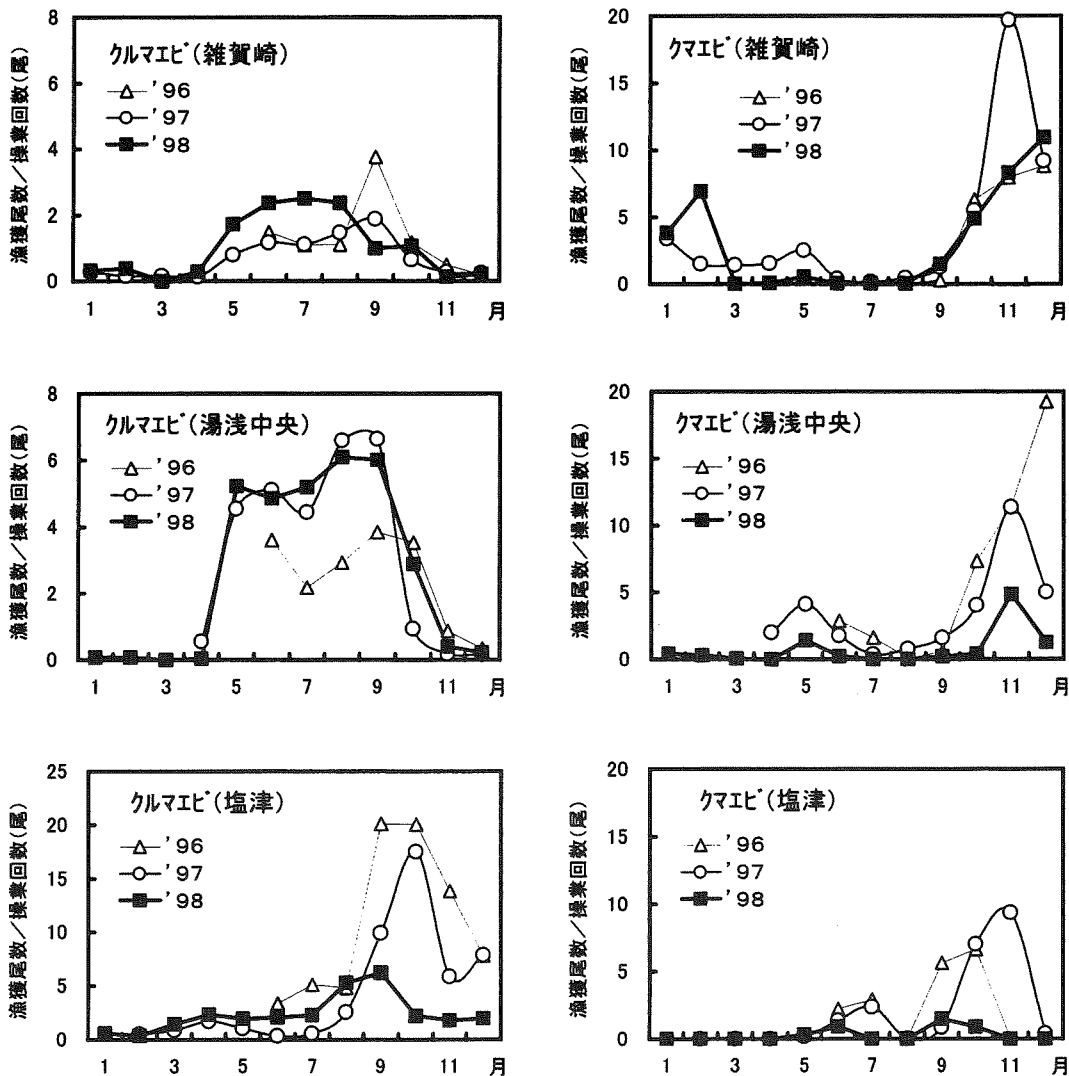 漁獲尾数/操業回数(尾)
8
6
4
2
0
クルマエビ(雑賀崎)
'96
'97
'98
1 3 5 7 9 11 月
漁獲尾数/操業回数(尾)
20
15
10
5
0
クマエビ(雑賀崎)
'96
'97
'98
1 3 5 7 9 11 月
漁獲尾数/操業回数(尾)
8
6
4
2
0
クルマエビ(湯浅中央)
'96
'97
'98
1 3 5 7 9 11 月
漁獲尾数/操業回数(尾)
20
15
10
5
0
クマエビ(湯浅中央)
'96
'97
'98
1 3 5 7 9 11 月
漁獲尾数/操業回数(尾)
25
20
15
10
5
0
クルマエビ(塩津)
'96
'97
'98
1 3 5 7 9 11 月
漁獲尾数/操業回数(尾)
20
15
10
5
0
クマエビ(塩津)
'96
'97
'98
1 3 5 7 9 11 月